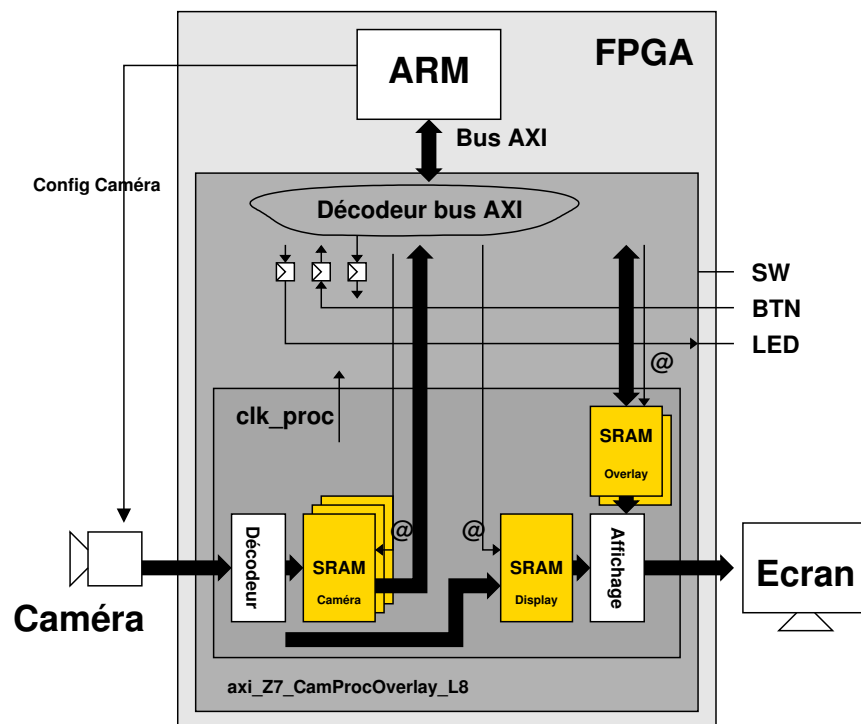 FPGA
ARM
Bus AXI
Config Caméra
Décodeur bus AXI
SW
BTN
LED
@
clk_proc
SRAM
Overlay
@
@
Décodeur
SRAM
Caméra
SRAM
Display
Affichage
Ecran
Caméra
axi_Z7_CamProcOverlay_L8